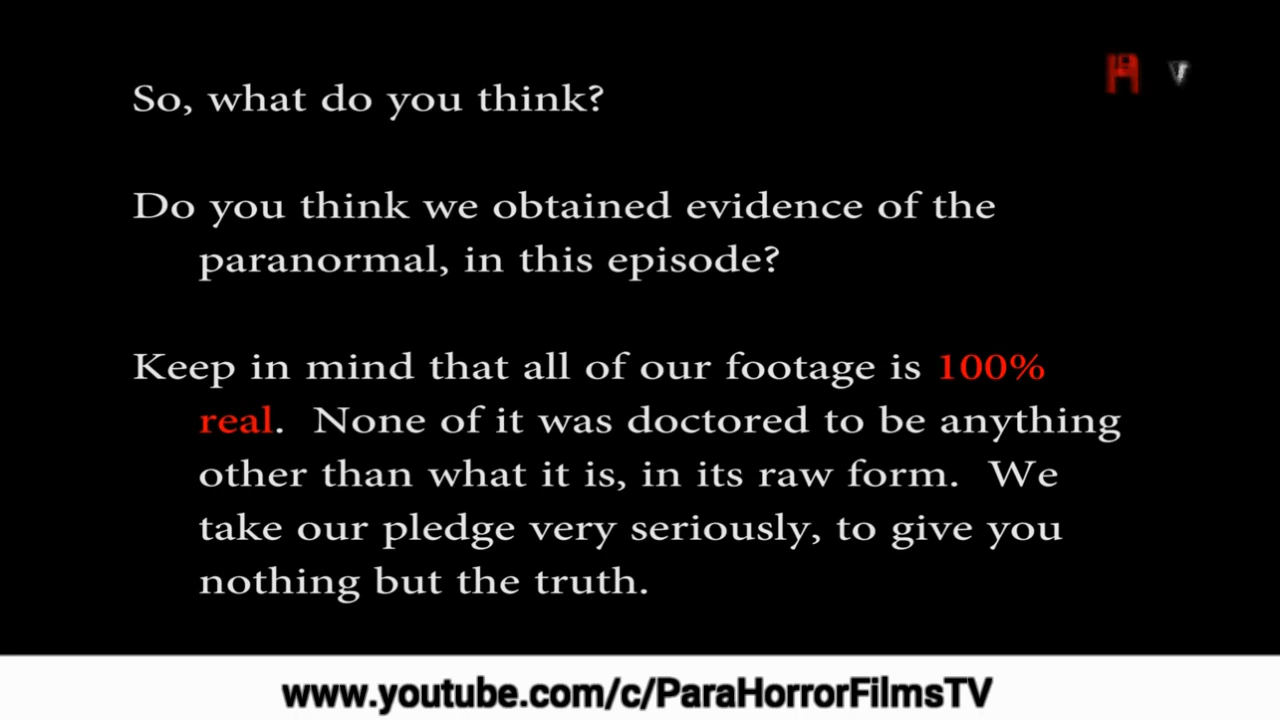 So, what do you think?
Do you think we obtained evidence of the
paranormal, in this episode?
Keep in mind that all of our footage is 100%
real. None of it was doctored to be anything
other than what it is, in its raw form. We
take our pledge very seriously, to give you
nothing but the truth.
www.youtube.com/c/ParaHorrorFilmsTV